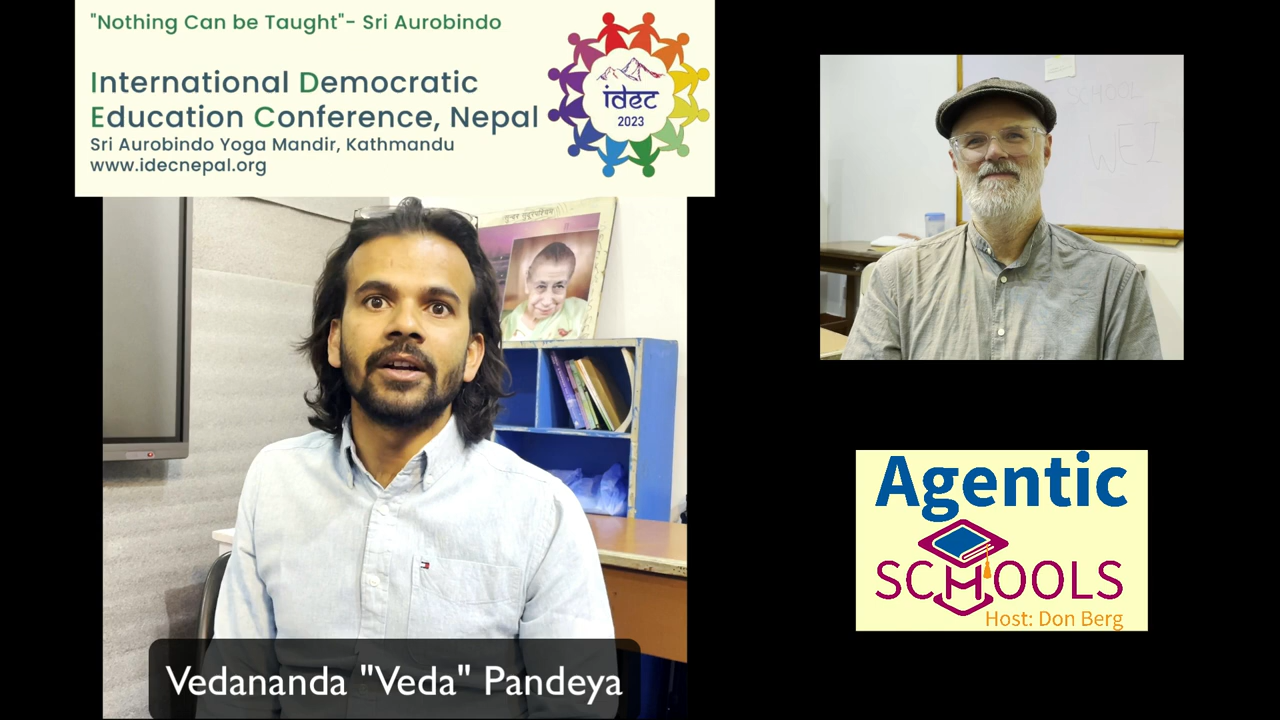 "Nothing Can be Taught"- Sri Aurobindo
International Democratic
Education Conference, Nepal
Sri Aurobindo Yoga Mandir, Kathmandu
www.idecnepal.org
idec
2023
Agentic
SCHOOLS
Host: Don Berg
Vedananda "Veda" Pandeya